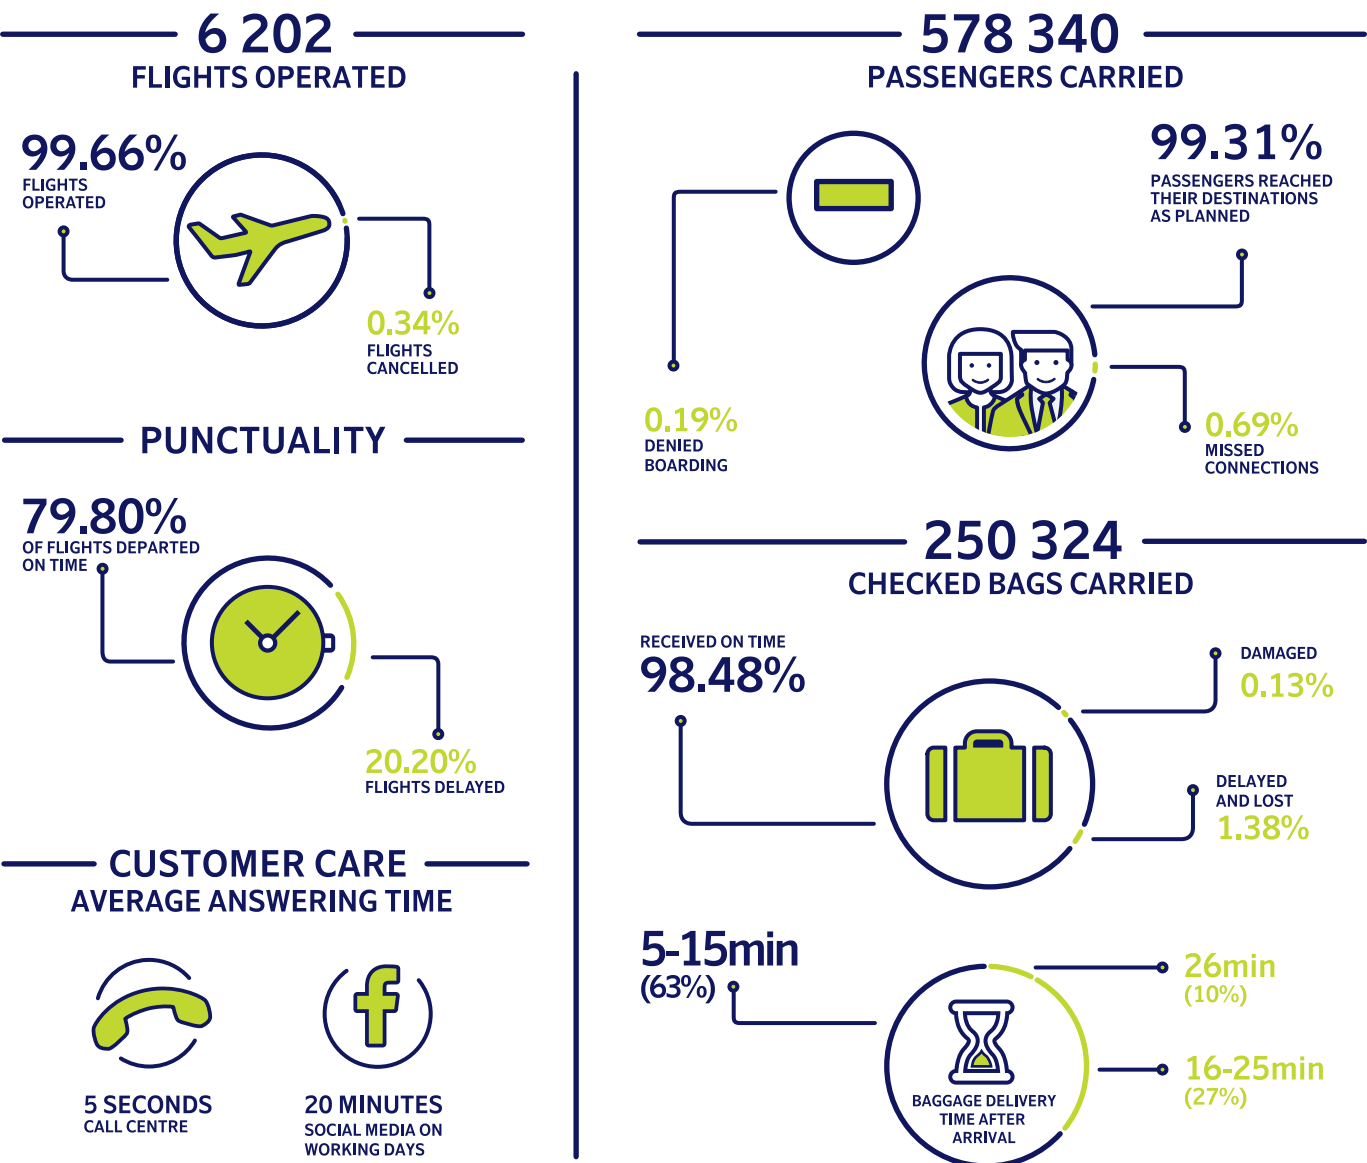 6 202
FLIGHTS OPERATED
99.66%
FLIGHTS
OPERATED
0.34%
FLIGHTS
CANCELLED
PUNCTUALITY
79.80%
OF FLIGHTS DEPARTED
ON TIME
20.20%
FLIGHTS DELAYED
CUSTOMER CARE
AVERAGE ANSWERING TIME
f
5 SECONDS
CALL CENTRE
20 MINUTES
SOCIAL MEDIA ON
WORKING DAYS
578 340
PASSENGERS CARRIED
99.31%
PASSENGERS REACHED
THEIR DESTINATIONS
AS PLANNED
0.19%
DENIED
BOARDING
0.69%
MISSED
CONNECTIONS
250 324
CHECKED BAGS CARRIED
RECEIVED ON TIME
98.48%
DAMAGED
0.13%
DELAYED
AND LOST
1.38%
5-15min
(63%)
26min
(10%)
16-25min
(27%)
BAGGAGE DELIVERY
TIME AFTER
ARRIVAL